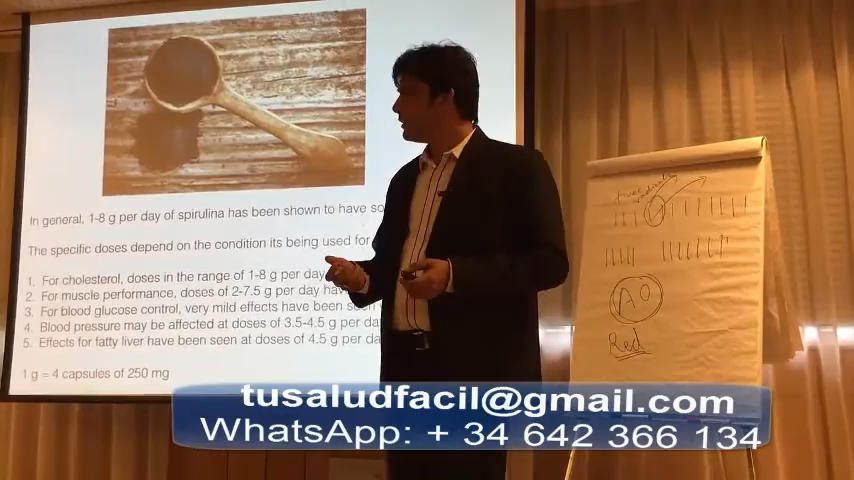 In general, 1-8 g per day of spirulina has been shown to have so
The specific doses depend on the condition its being used for
1. For cholesterol, doses in the range of 1-8 g per day
2. For muscle performance, doses of 2-7.5 g per day ha
3. For blood glucose control, very mild effects have been seen
4. Blood pressure may be affected at doses of 3.5-4.5 g per da
5. Effects for fatty liver have been seen at doses of 4.5 g per day
1 g = 4 capsules of 250 mg
free
radicals
AO
Red
tusaludfacil@gmail.com
WhatsApp: + 34 642 366 134